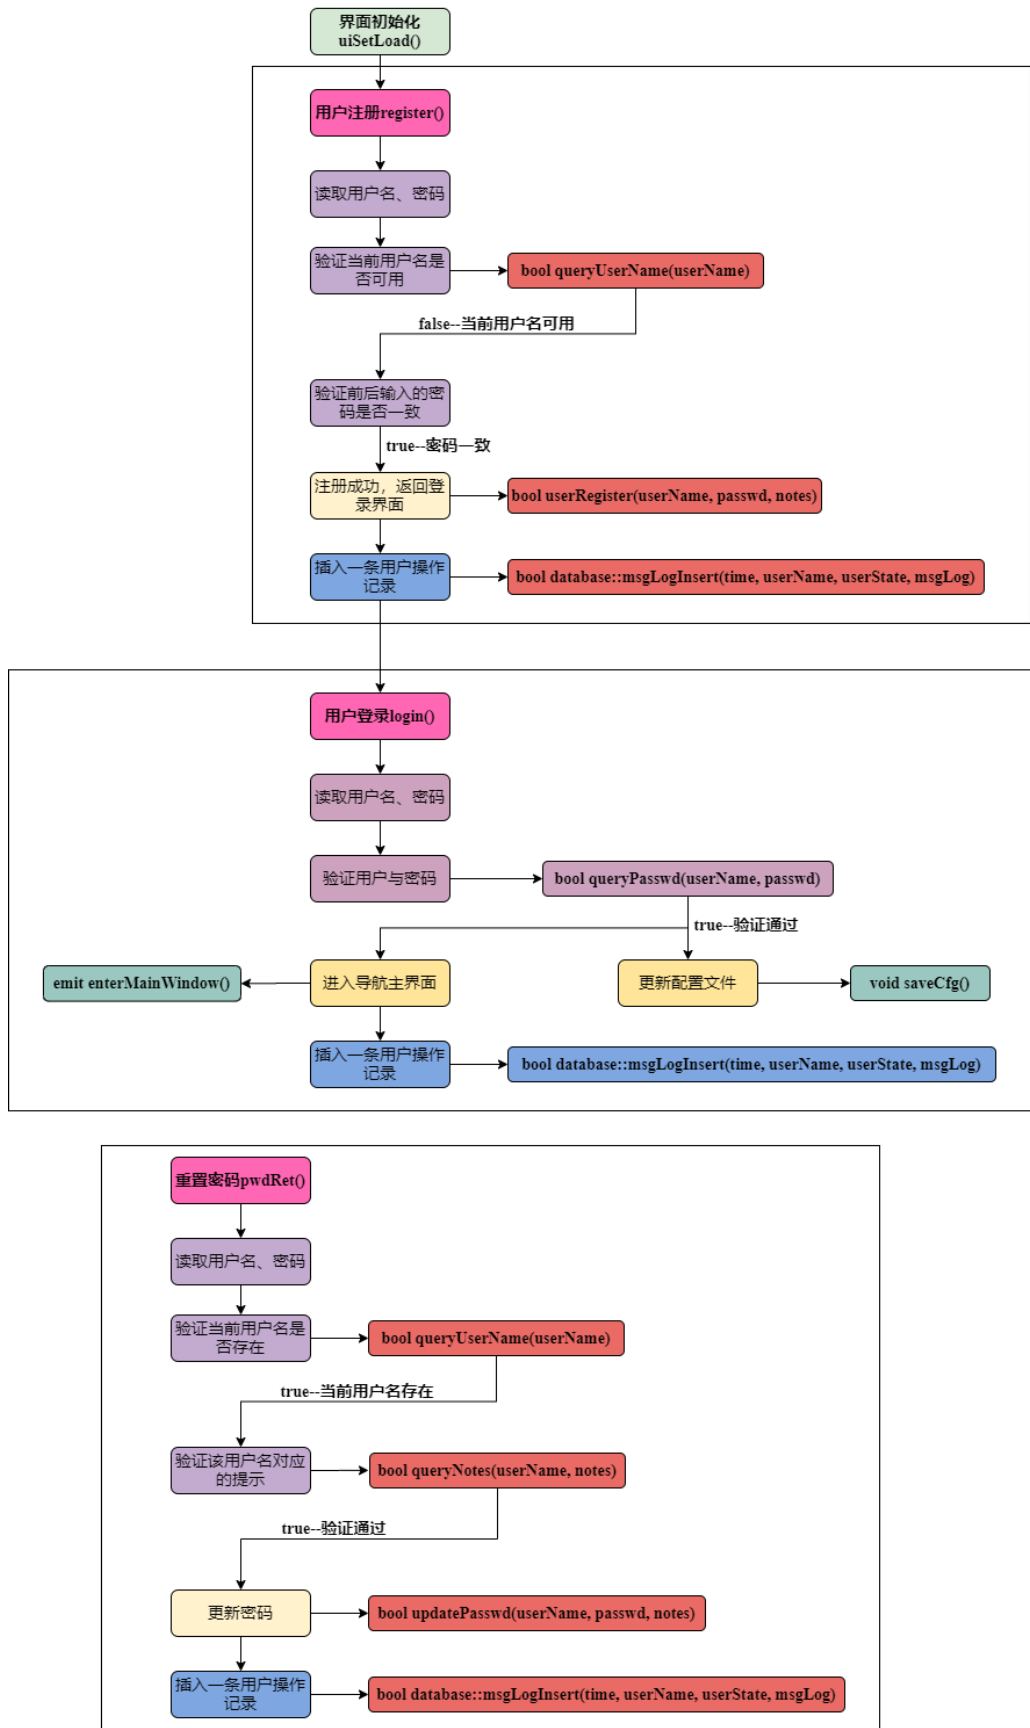 界面初始化
uiSetLoad()
用户注册register()
读取用户名、密码
验证当前用户名是
否可用
bool queryUserName(userName)
false--当前用户名可用
验证前后输入的密
码是否一致
true--密码一致
注册成功，返回登
录界面
bool userRegister(userName, passwd, notes)
插入一条用户操作
记录
bool database::msgLogInsert(time, userName, userState, msgLog)
用户登录login()
读取用户名、密码
验证用户与密码
bool queryPasswd(userName, passwd)
true--验证通过
emit enterMainWindow()
进入导航主界面
更新配置文件
void saveCfg()
插入一条用户操作
记录
bool database::msgLogInsert(time, userName, userState, msgLog)
重置密码pwdRet()
读取用户名、密码
验证当前用户名是
否存在
bool queryUserName(userName)
true--当前用户名存在
验证该用户名对应
的提示
bool queryNotes(userName, notes)
true--验证通过
更新密码
bool updatePasswd(userName, passwd, notes)
插入一条用户操作
记录
bool database::msgLogInsert(time, userName, userState, msgLog)